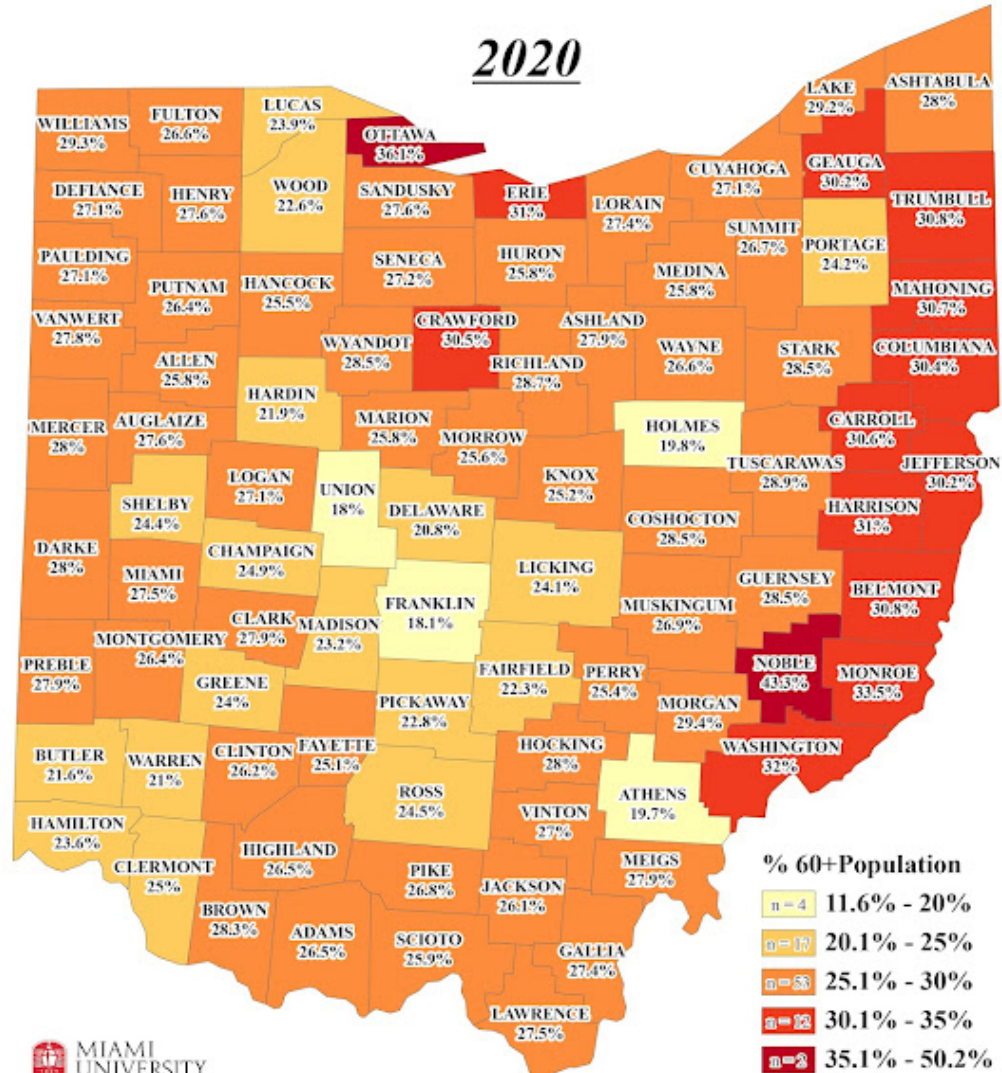 2020
WILLIAMS
29.3%
FULTON
26.6%
LUCAS
23.9%
OTTAWA
36.1%
LAKE
29.2%
ASHTABULA
28%
DEFIANCE
27.1%
HENRY
27.6%
WOOD
22.6%
SANDUSKY
27.6%
ERIE
31%
LORAIN
27.4%
CUYAHOGA
27.1%
GEAUGA
30.2%
TRUMBULL
30.8%
PAULDING
27.1%
PUTNAM
26.4%
HANCOCK
25.5%
SENECA
27.2%
HURON
25.8%
MEDINA
25.8%
SUMMIT
26.7%
PORTAGE
24.2%
MAHONING
30.7%
VANWERT
27.8%
ALLEN
25.8%
WYANDOT
28.5%
CRAWFORD
30.5%
RICHLAND
28.7%
ASHLAND
27.9%
WAYNE
26.6%
STARK
28.5%
COLUMBIANA
30.4%
MERCER
28%
AUGLAIZE
27.6%
HARDIN
21.9%
MARION
25.8%
MORROW
25.6%
HOLMES
19.8%
CARROLL
30.6%
JEFFERSON
30.2%
SHELBY
24.4%
LOGAN
27.1%
UNION
18%
DELAWARE
20.8%
KNOX
25.2%
COSHOCTON
28.5%
TUSCARAWAS
28.9%
HARRISON
31%
DARKE
28%
MIAMI
27.5%
CHAMPAIGN
24.9%
LICKING
24.1%
GUERNSEY
28.5%
BELMONT
30.8%
CLARK
27.9%
MADISON
23.2%
FRANKLIN
18.1%
MUSKINGUM
26.9%
PREBLE
27.9%
MONTGOMERY
26.4%
GREENE
24%
PICKAWAY
22.8%
FAIRFIELD
22.3%
PERRY
25.4%
MORGAN
29.4%
NOBLE
43.3%
MONROE
33.5%
BUTLER
21.6%
WARREN
21%
CLINTON
26.2%
FAYETTE
25.1%
ROSS
24.5%
HOCKING
28%
ATHENS
19.7%
WASHINGTON
32%
HAMILTON
23.6%
CLERMONT
25%
HIGHLAND
26.5%
VINTON
27%
MEIGS
27.9%
BROWN
28.3%
ADAMS
26.5%
PIKE
26.8%
SCIOTO
25.9%
JACKSON
26.1%
GALLIA
27.4%
LAWRENCE
27.5%
% 60+Population
n = 4 11.6% - 20%
n = 17 20.1% - 25%
n = 53 25.1% - 30%
n = 12 30.1% - 35%
n = 2 35.1% - 50.2%
MIAMI
UNIVERSITY